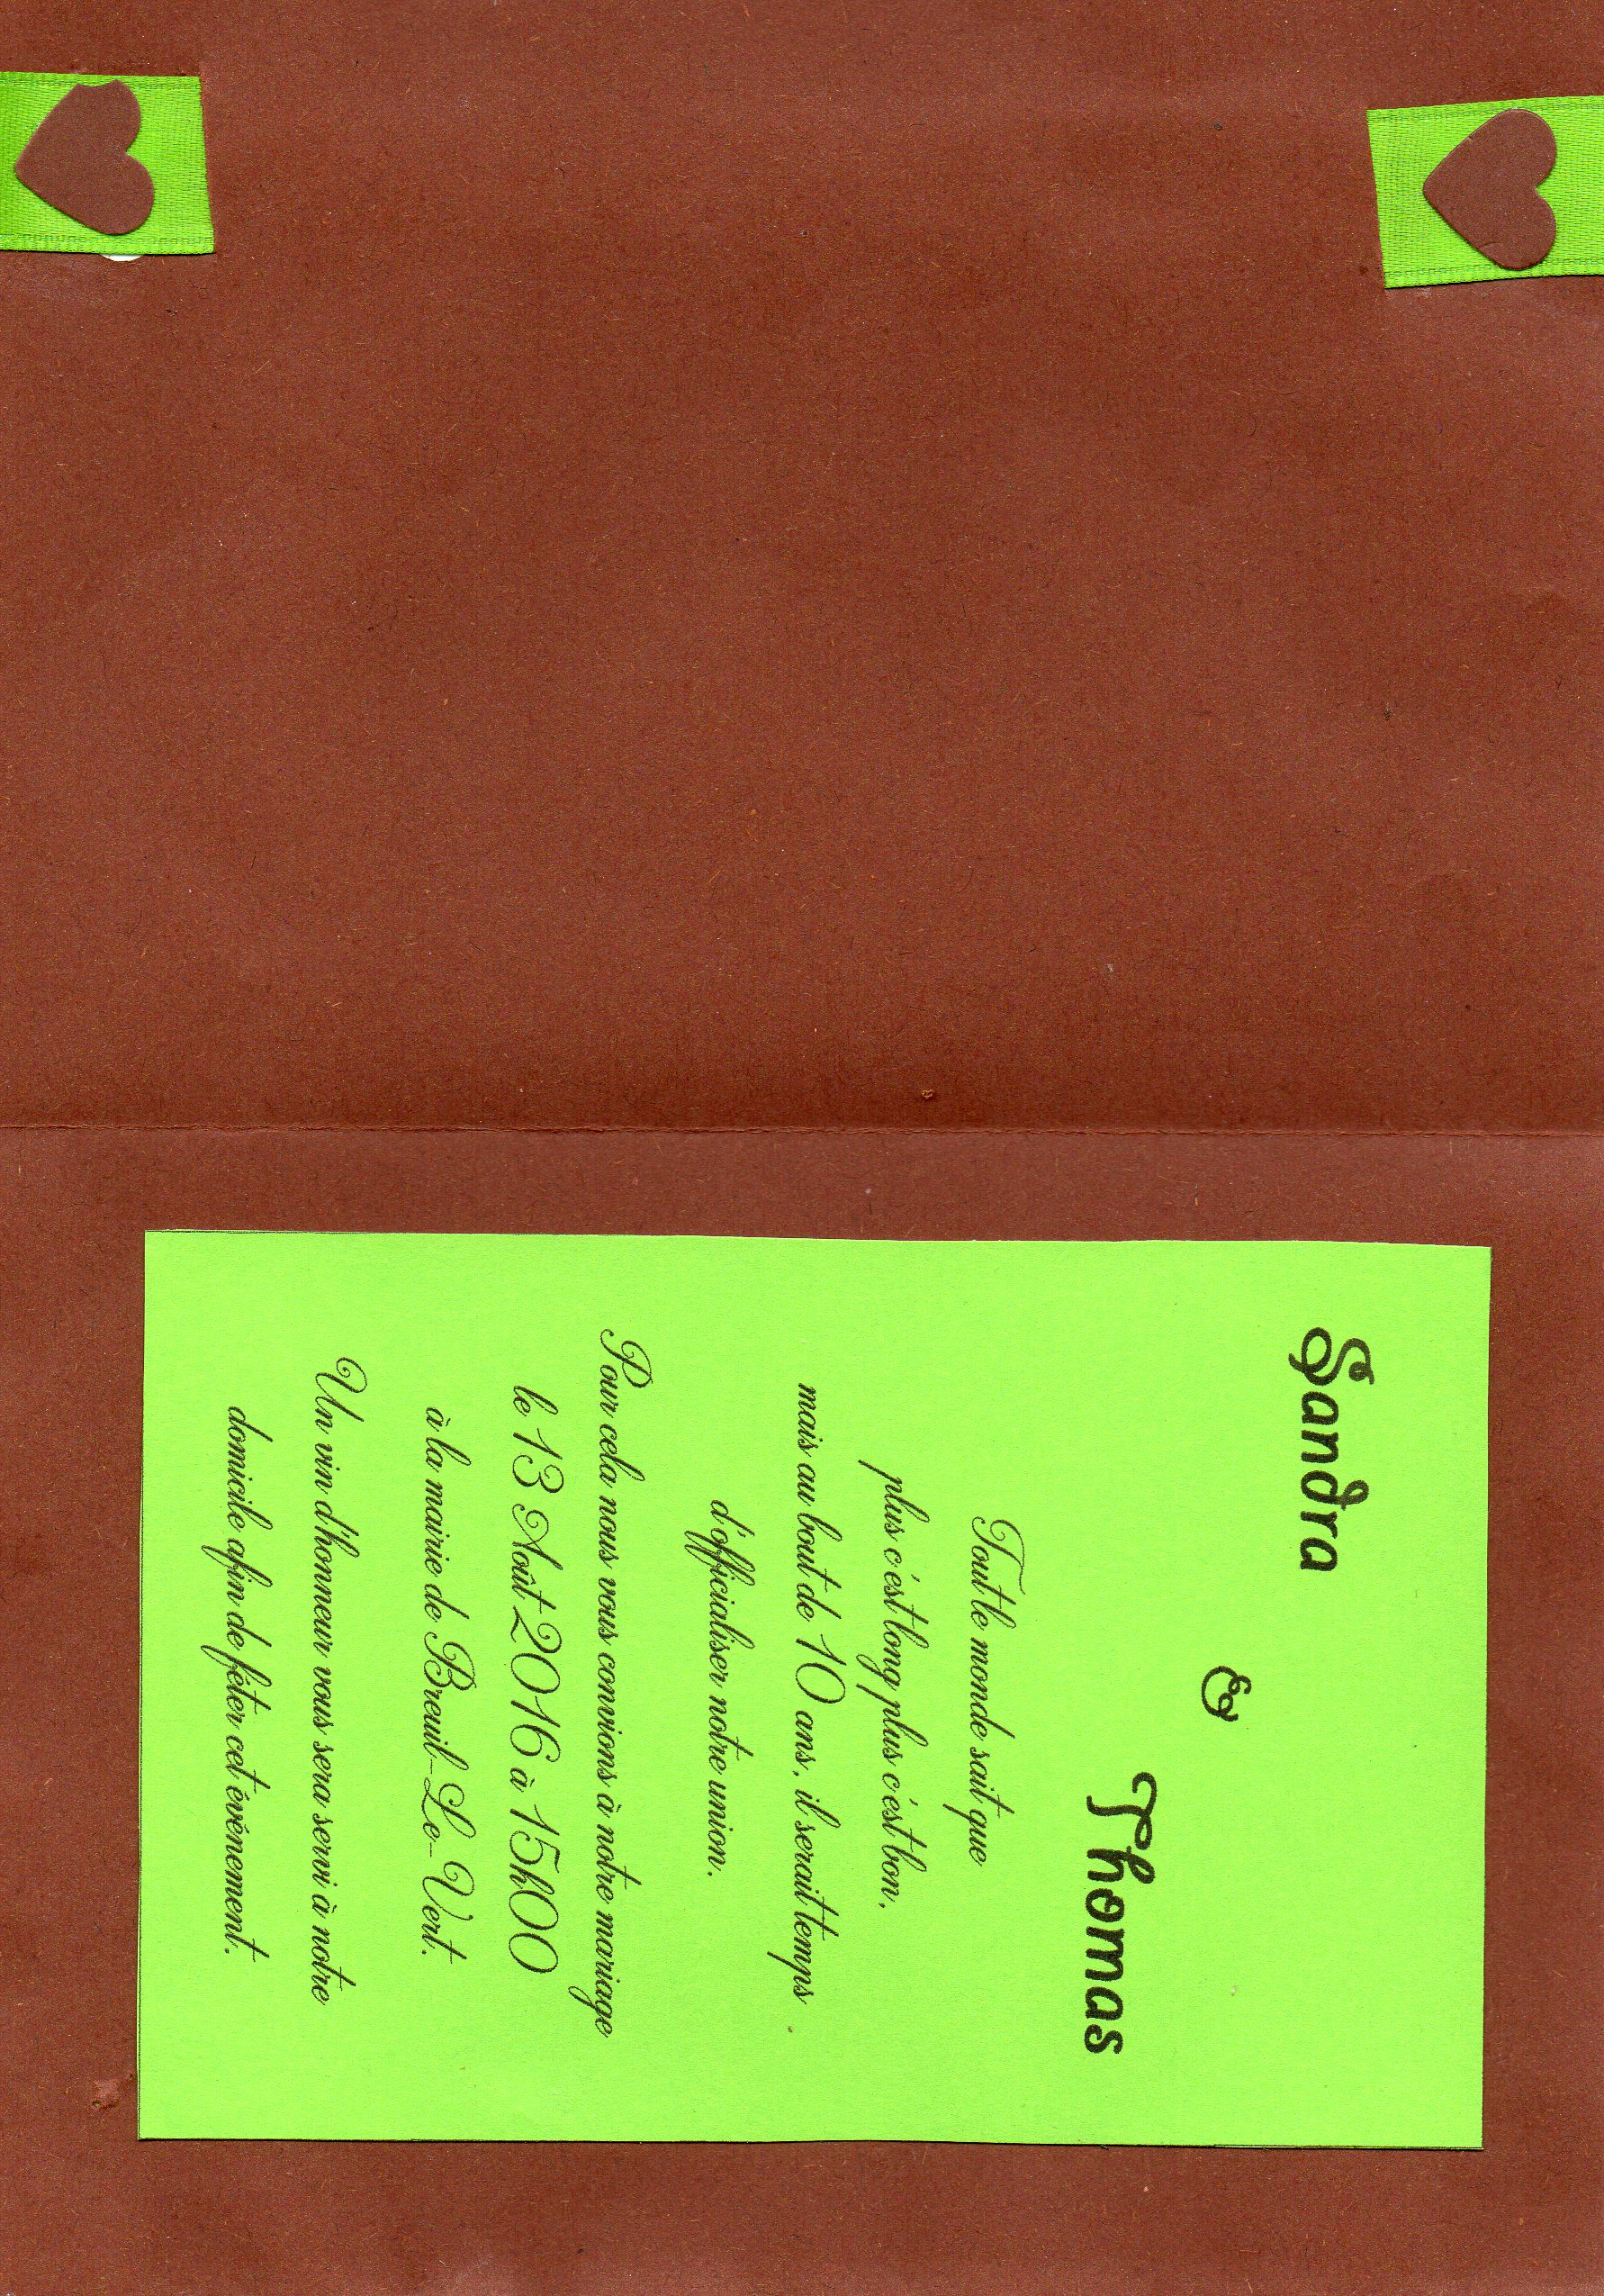 Sandra
&
Thomas
Tout le monde sait que
plus c'est long plus c'est bon,
mais au bout de 10 ans, il serait temps
d'officialiser notre union.
Pour cela nous vous convions à notre mariage
le 13 Août 2016 à 15h00
à la mairie de Breuil-Le-Vert.
Un vin d'honneur vous sera servi à notre
domicile afin de fêter cet événement.